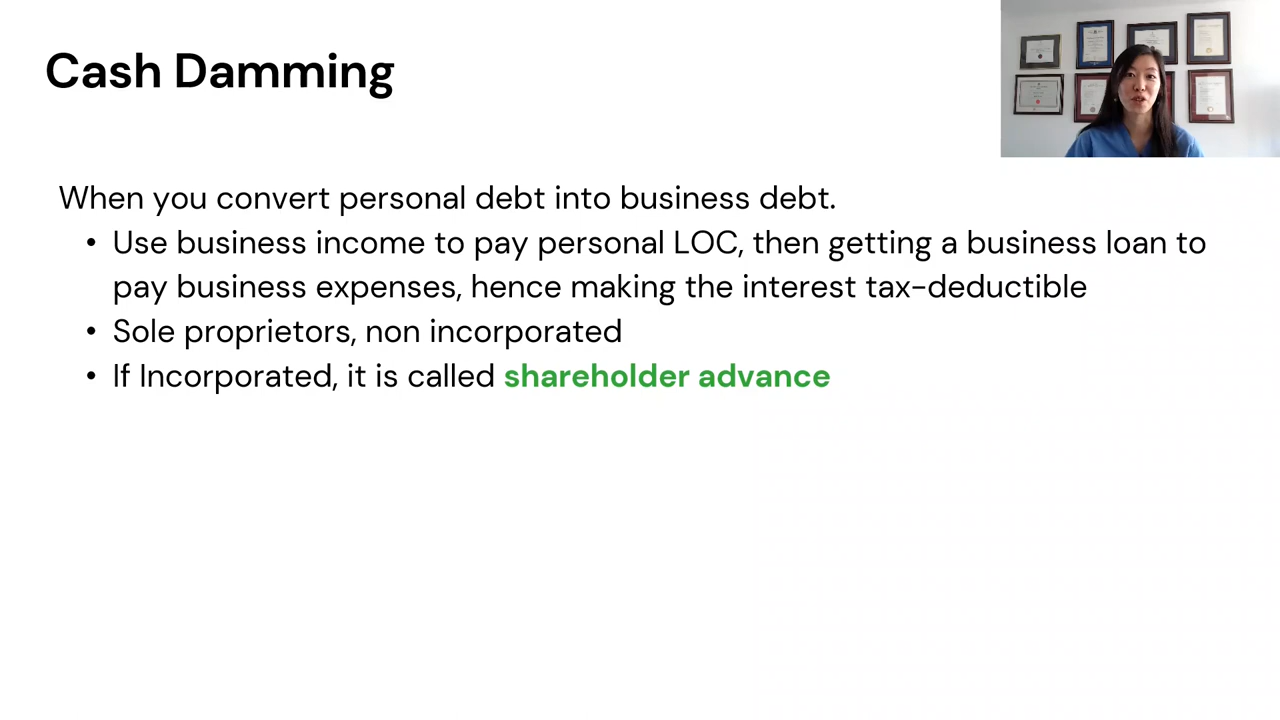 Cash Damming
When you convert personal debt into business debt.
• Use business income to pay personal LOC, then getting a business loan to
pay business expenses, hence making the interest tax-deductible
• Sole proprietors, non incorporated
• If Incorporated, it is called shareholder advance